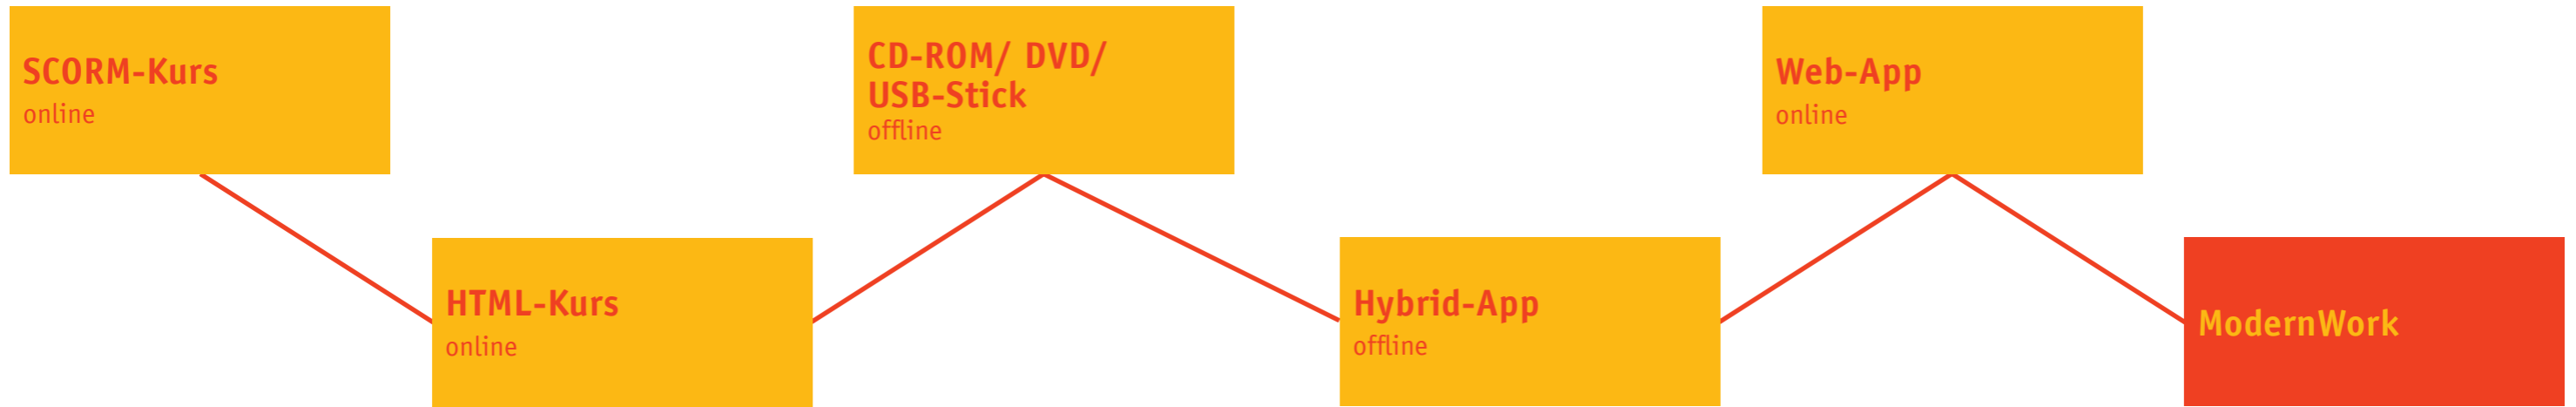 SCORM-Kurs
online
HTML-Kurs
online
CD-ROM/ DVD/
USB-Stick
offline
Hybrid-App
offline
Web-App
online
ModernWork